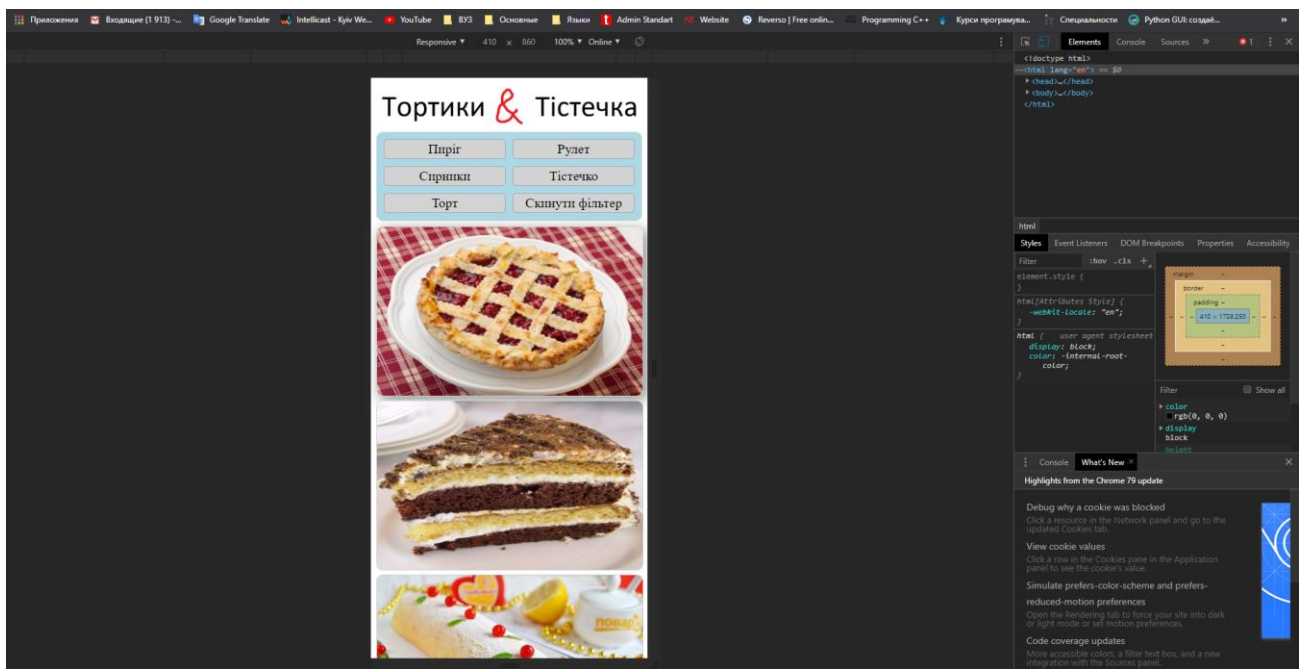 Приложения Входящие (1 913) -... Google Translate Intellicast - Kyiv We... YouTube ВУЗ Основные Языки Admin Standart Website Reverso | Free onlin... Programming C++ Курси програмува... Специальности Python GUI: создаё... »
Responsive ▼ 410 × 860 100% ▼ Online ▼
Elements Console Sources » 1
<!doctype html>
...<html lang="en"> == $0
<head>…</head>
<body>…</body>
</html>
Тортики & Тістечка
Пиріг Рулет
Сирники Тістечко
Торт Скинути фільтер
повар
html
Styles Event Listeners DOM Breakpoints Properties Accessibility
Filter :hov .cls +
element.style {
}
html[Attributes Style] {
-webkit-locale: "en";
}
html { user agent stylesheet
display: block;
color: -internal-root-
color;
}
margin -
border -
padding -
- - - 410 × 1728.250 - - -
-
-
-
Filter Show all
color
rgb(0, 0, 0)
display
block
height
Console What's New ×
Highlights from the Chrome 79 update
Debug why a cookie was blocked
Click a resource in the Network panel and go to the
updated Cookies tab.
View cookie values
Click a row in the Cookies pane in the Application
panel to see the cookie's value.
Simulate prefers-color-scheme and prefers-
reduced-motion preferences
Open the Rendering tab to force your site into dark
or light mode or set motion preferences.
Code coverage updates
More accessible colors, a filter text box, and a new
integration with the Sources panel.